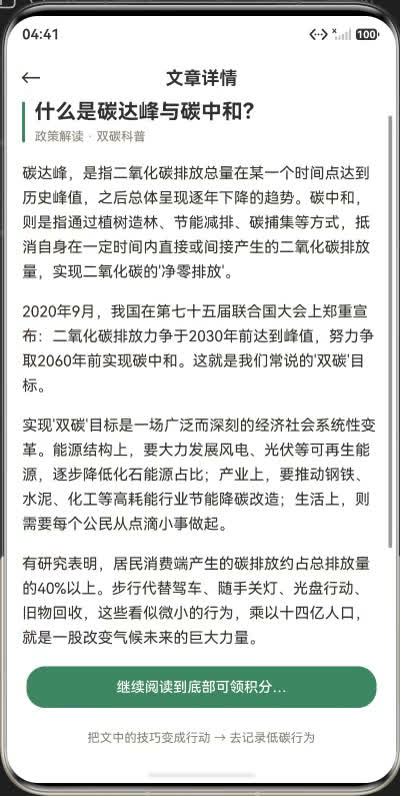 04:41
100
文章详情
什么是碳达峰与碳中和?
政策解读 · 双碳科普
碳达峰，是指二氧化碳排放总量在某一个时间点达到
历史峰值，之后总体呈现逐年下降的趋势。碳中和，
则是指通过植树造林、节能减排、碳捕集等方式，抵
消自身在一定时间内直接或间接产生的二氧化碳排放
量，实现二氧化碳的'净零排放'。
2020年9月，我国在第七十五届联合国大会上郑重宣
布：二氧化碳排放力争于2030年前达到峰值，努力争
取2060年前实现碳中和。这就是我们常说的'双碳'目
标。
实现'双碳'目标是一场广泛而深刻的经济社会系统性变
革。能源结构上，要大力发展风电、光伏等可再生能
源，逐步降低化石能源占比；产业上，要推动钢铁、
水泥、化工等高耗能行业节能降碳改造；生活上，则
需要每个公民从点滴小事做起。
有研究表明，居民消费端产生的碳排放约占总排放量
的40%以上。步行代替驾车、随手关灯、光盘行动、
旧物回收，这些看似微小的行为，乘以十四亿人口，
就是一股改变气候未来的巨大力量。
继续阅读到底部可领积分...
把文中的技巧变成行动 → 去记录低碳行为